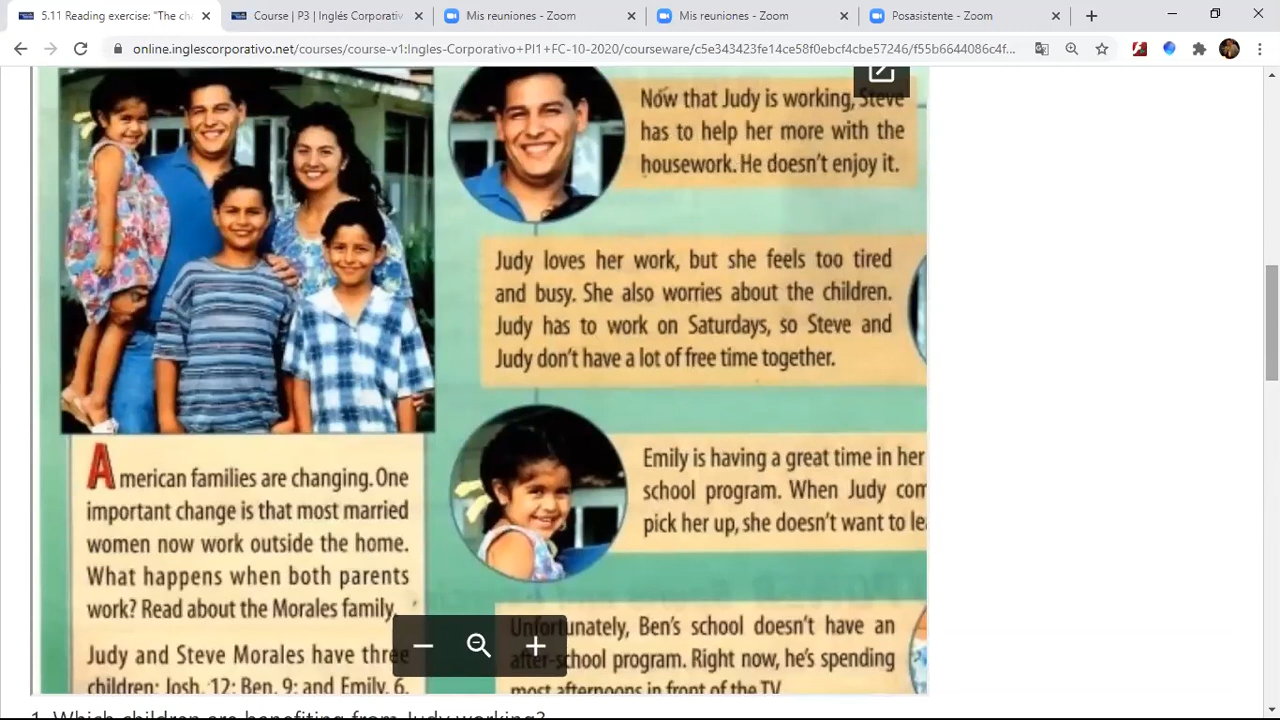 5.11 Reading exercise: "The ch
Course | P3 | Inglés Corporativ
Mis reuniones - Zoom
Mis reuniones - Zoom
Posasistente - Zoom
online.inglescorporativo.net/courses/course-v1:Ingles-Corporativo+PI1+FC-10-2020/courseware/c5e343423fe14ce58f0ebcf4cbe57246/f55b6644086c4f...
Now that Judy is working, Steve
has to help her more with the
housework. He doesn't enjoy it.
Judy loves her work, but she feels too tired
and busy. She also worries about the children.
Judy has to work on Saturdays, so Steve and
Judy don't have a lot of free time together.
Emily is having a great time in her
school program. When Judy com
pick her up, she doesn't want to le
American families are changing. One
important change is that most married
women now work outside the home.
What happens when both parents
work? Read about the Morales family.
Judy and Steve Morales have three
children: Josh, 12; Ben, 9; and Emily, 6.
Unfortunately, Ben's school doesn't have an
after-school program. Right now, he's spending
most afternoons in front of the TV.
1. Which children are benefiting from Judy working?